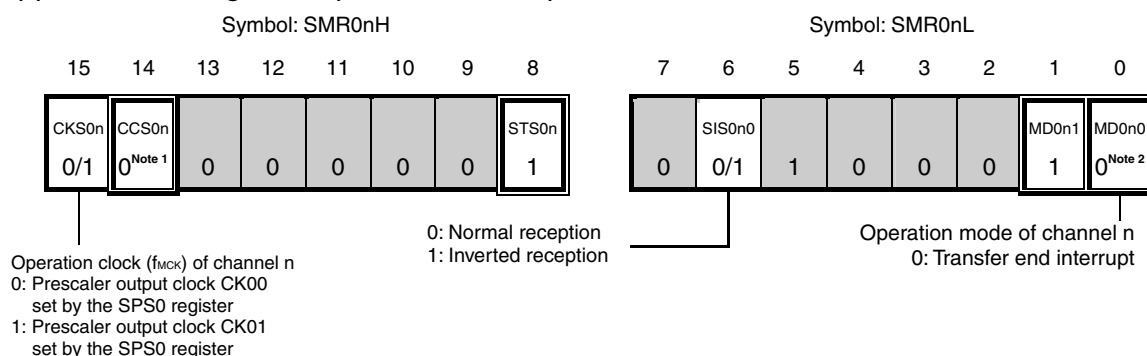 Symbol: SMR0nH
15 14 13 12 11 10 9 8
CKS0n CCS0n STS0n
0/1 0Note 1 0 0 0 0 0 1
Operation clock (fMCK) of channel n
0: Prescaler output clock CK00
set by the SPS0 register
1: Prescaler output clock CK01
set by the SPS0 register
Symbol: SMR0nL
7 6 5 4 3 2 1 0
SIS0n0 MD0n1 MD0n0
0 0/1 1 0 0 0 1 0Note 2
0: Normal reception
1: Inverted reception
Operation mode of channel n
0: Transfer end interrupt